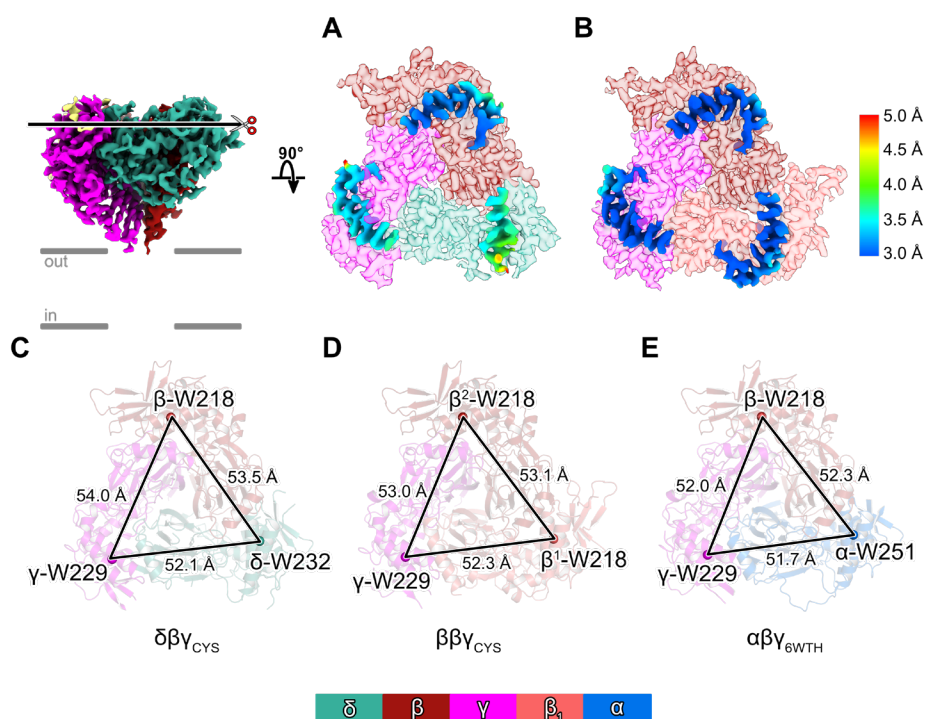 A
B
90°
out
in
5.0 Å
4.5 Å
4.0 Å
3.5 Å
3.0 Å
C
D
E
β-W218
54.0 Å
53.5 Å
52.1 Å
γ-W229
δ-W232
δβγCYS
β²-W218
53.0 Å
53.1 Å
52.3 Å
γ-W229
β¹-W218
ββγCYS
β-W218
52.0 Å
52.3 Å
51.7 Å
γ-W229
α-W251
αβγ6WTH
δ β γ β₁ α